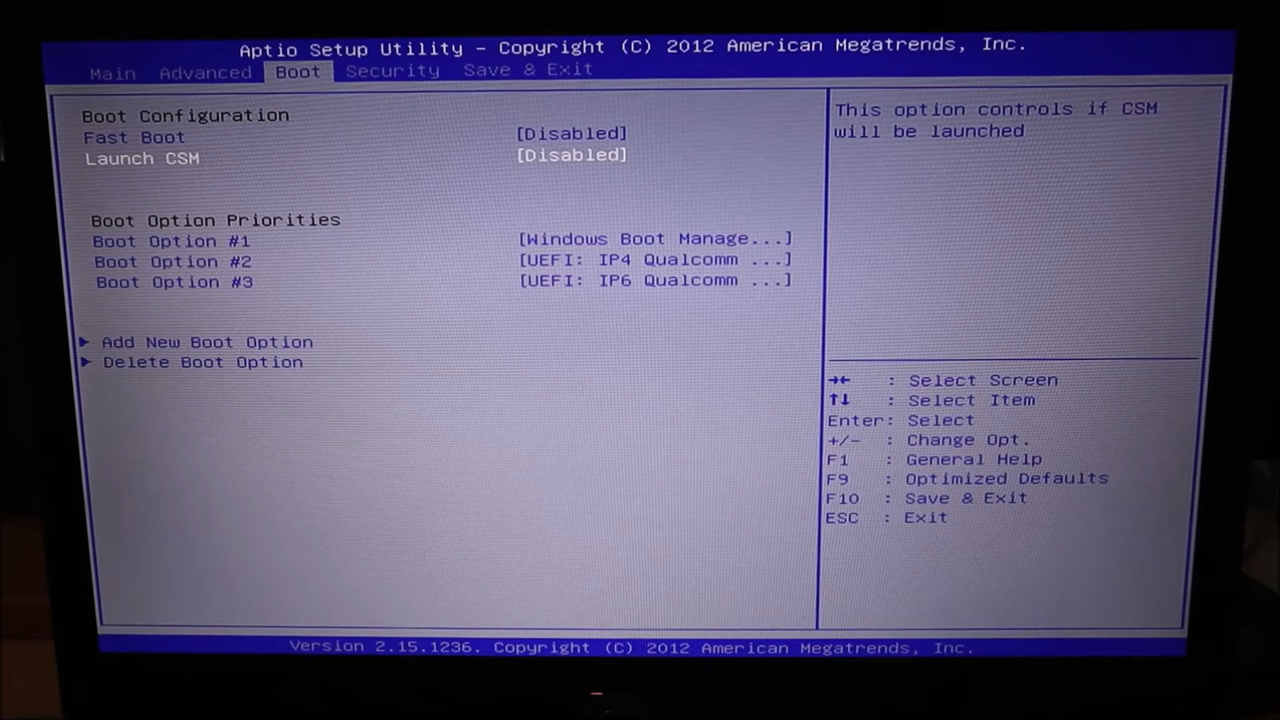 Aptio Setup Utility - Copyright (C) 2012 American Megatrends, Inc.
Main Advanced Boot Security Save & Exit
Boot Configuration
Fast Boot [Disabled]
Launch CSM [Disabled]
Boot Option Priorities
Boot Option #1 [Windows Boot Manage...]
Boot Option #2 [UEFI: IP4 Qualcomm ...]
Boot Option #3 [UEFI: IP6 Qualcomm ...]
► Add New Boot Option
► Delete Boot Option
This option controls if CSM
will be launched
→← : Select Screen
↑↓ : Select Item
Enter: Select
+/- : Change Opt.
F1 : General Help
F9 : Optimized Defaults
F10 : Save & Exit
ESC : Exit
Version 2.15.1236. Copyright (C) 2012 American Megatrends, Inc.